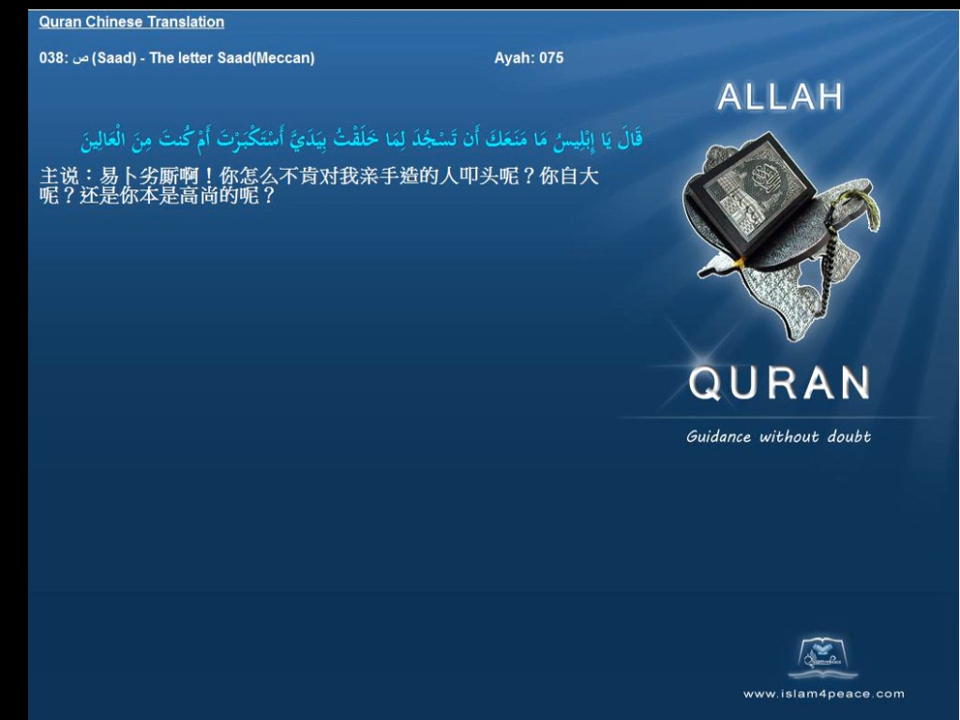 Quran Chinese Translation
038: ص (Saad) - The letter Saad(Meccan) Ayah: 075
ALLAH
قَالَ يَا إِبْلِيسُ مَا مَنَعَكَ أَن تَسْجُدَ لِمَا خَلَقْتُ بِيَدَيَّ أَسْتَكْبَرْتَ أَمْ كُنتَ مِنَ الْعَالِينَ
主说：易卜劣厮啊！你怎么不肯对我亲手造的人叩头呢？你自大
呢？还是你本是高尚的呢？
QURAN
Guidance without doubt
www.islam4peace.com